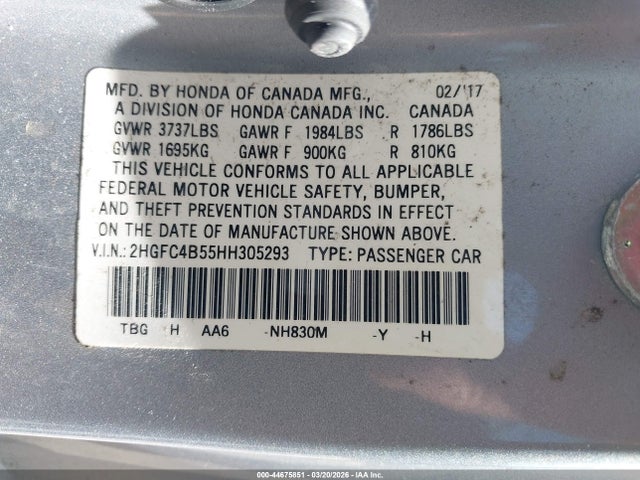 MFD. BY HONDA OF CANADA MFG., 02/'17
A DIVISION OF HONDA CANADA INC. CANADA
GVWR 3737LBS GAWR F 1984LBS R 1786LBS
GVWR 1695KG GAWR F 900KG R 810KG
THIS VEHICLE CONFORMS TO ALL APPLICABLE
FEDERAL MOTOR VEHICLE SAFETY, BUMPER,
AND THEFT PREVENTION STANDARDS IN EFFECT
ON THE DATE OF MANUFACTURE SHOWN ABOVE.
V.I.N.: 2HGFC4B55HH305293 TYPE: PASSENGER CAR
TBG H AA6 -NH830M -Y -H
000-44675851 | 03/20/2026 | IAA Inc.